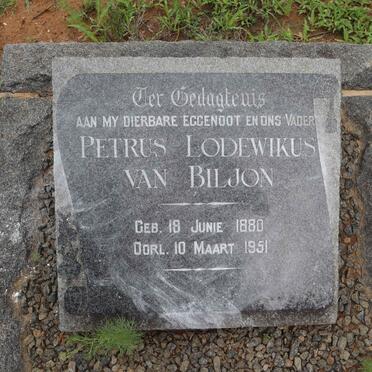 Ter Gedagtenis
AAN MY DIERBARE EGGENOOT EN ONS VADER
PETRUS LODEWIKUS
VAN BILJON
GEB. 18 JUNIE 1880
OORL. 10 MAART 1951